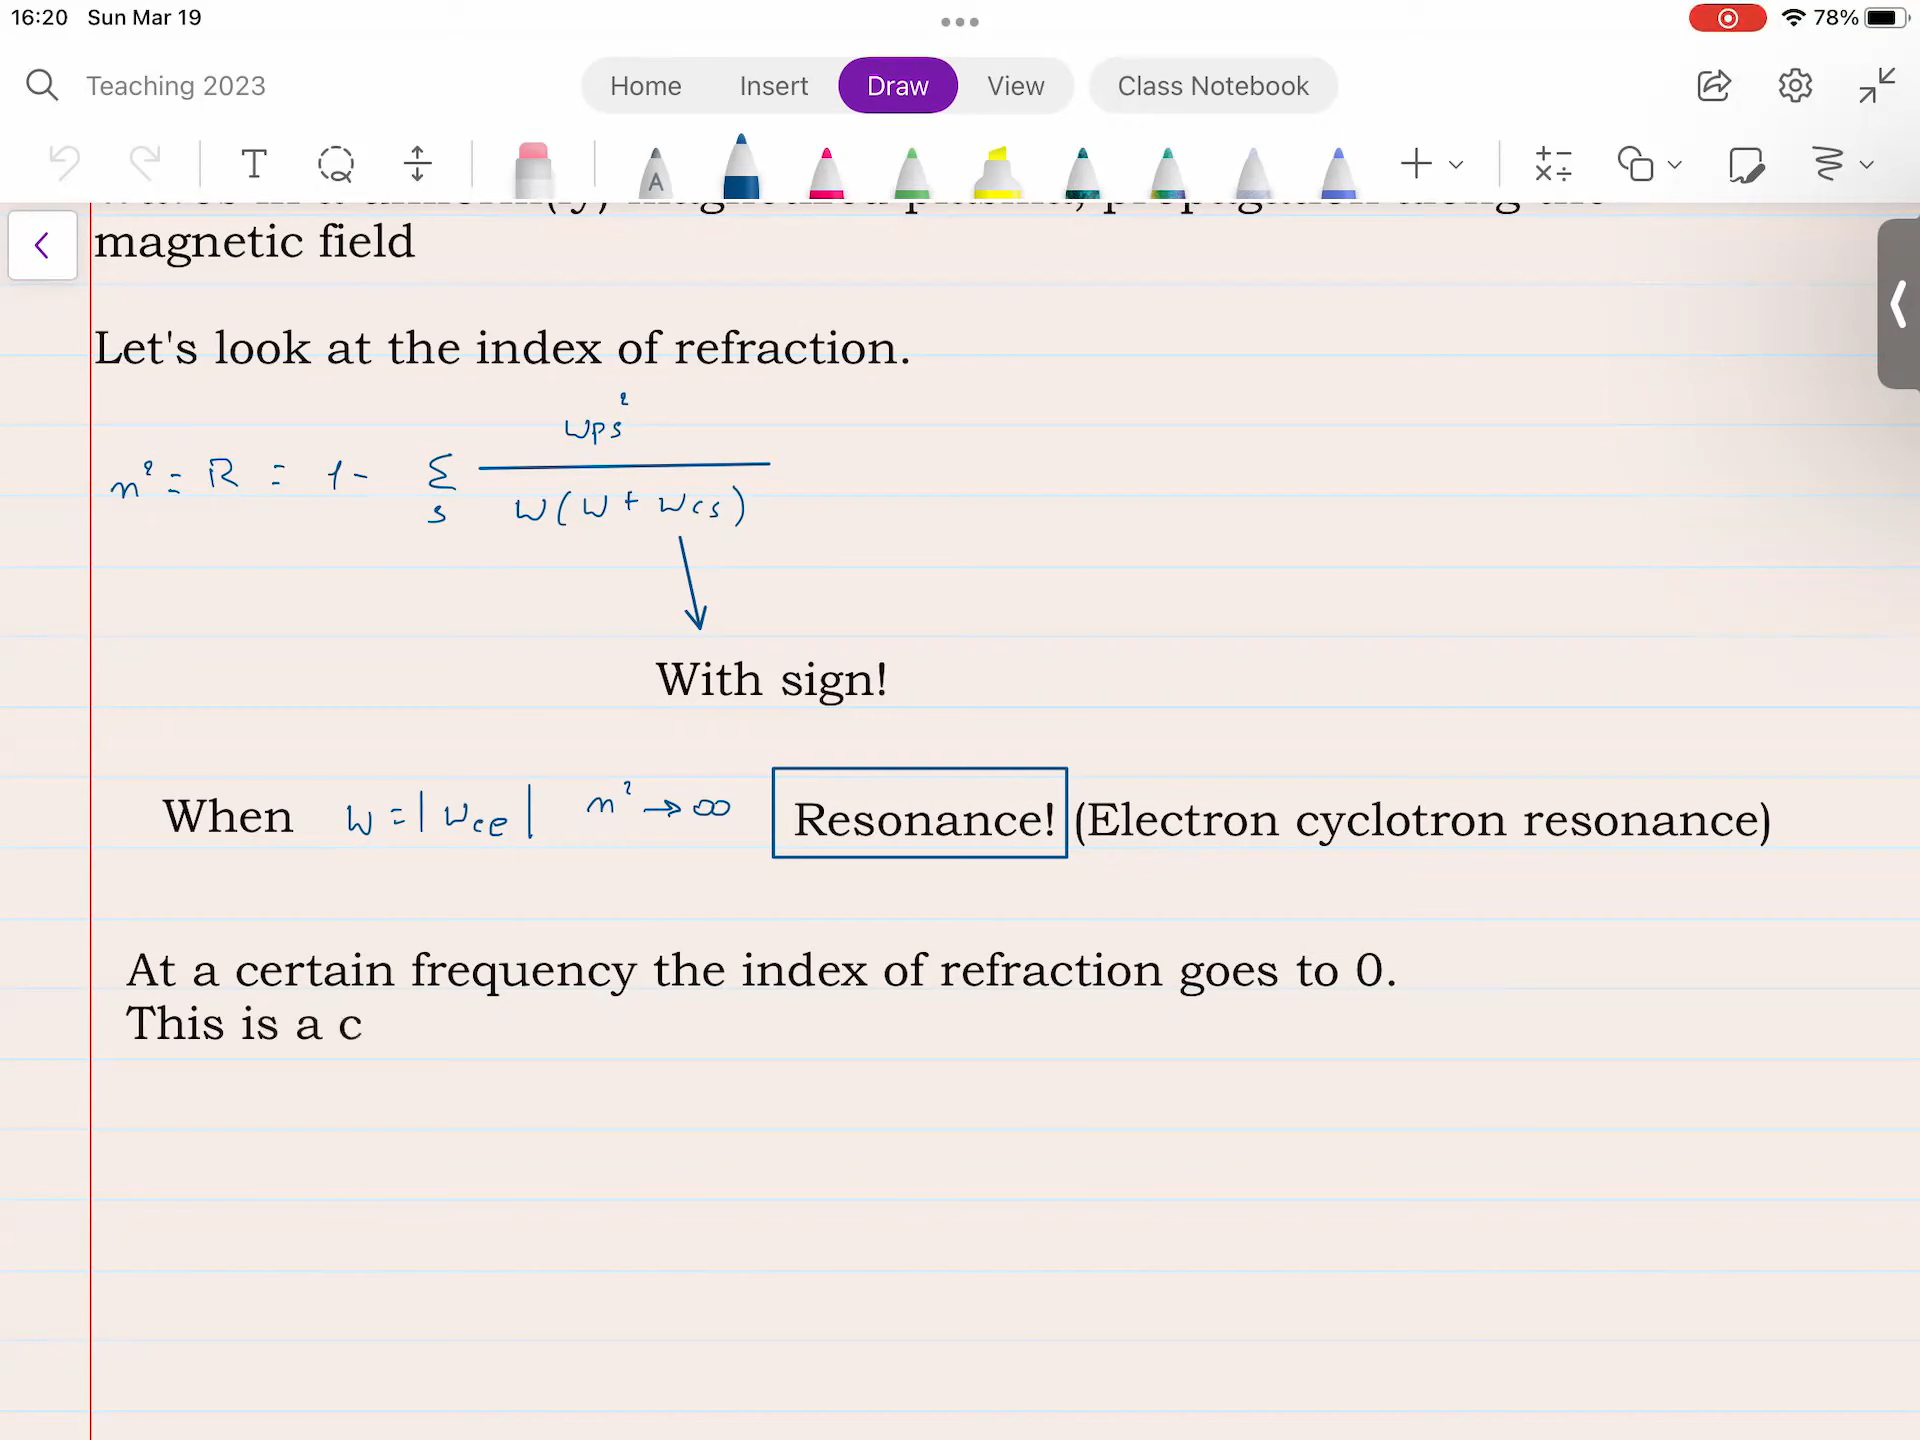 16:20 Sun Mar 19 78%
Teaching 2023 Home Insert Draw View Class Notebook
T A
magnetic field
Let's look at the index of refraction.
n² = R = 1 - Σ_s ωps² / ω(ω + ωcs)
With sign!
When ω = |ωce| n² → ∞ Resonance! (Electron cyclotron resonance)
At a certain frequency the index of refraction goes to 0.
This is a c